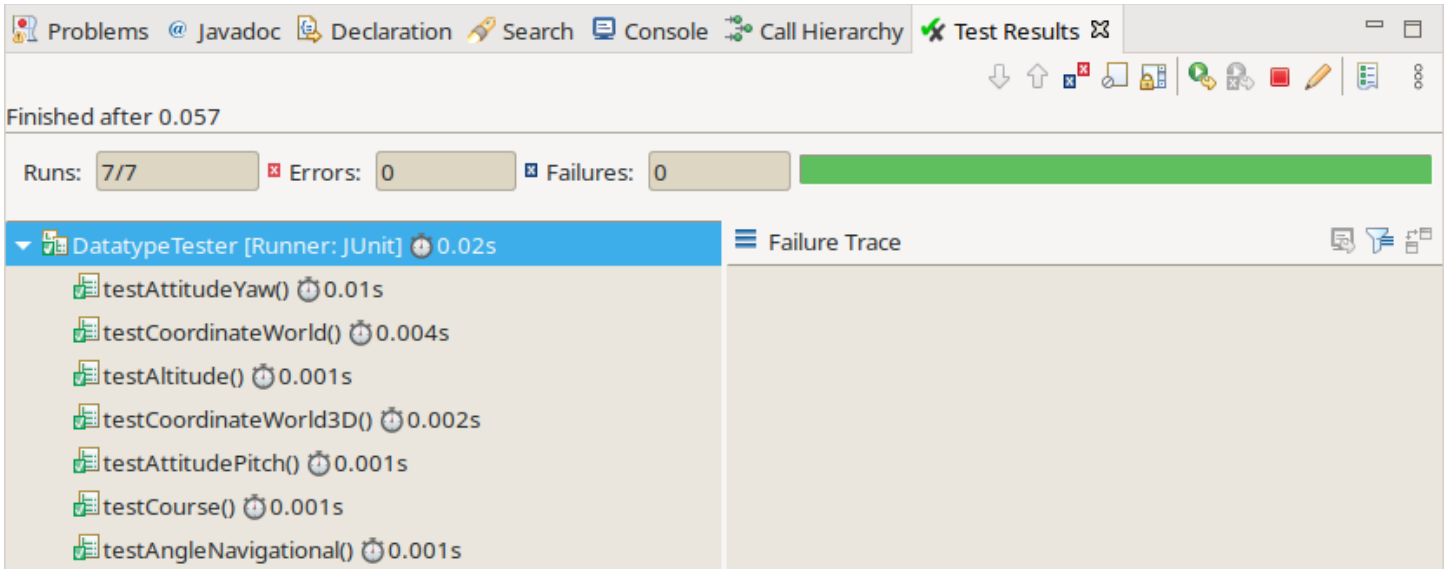 Problems @ Javadoc Declaration Search Console Call Hierarchy Test Results
Finished after 0.057
Runs: 7/7 Errors: 0 Failures: 0
DatatypeTester [Runner: JUnit] 0.02s
Failure Trace
testAttitudeYaw() 0.01s
testCoordinateWorld() 0.004s
testAltitude() 0.001s
testCoordinateWorld3D() 0.002s
testAttitudePitch() 0.001s
testCourse() 0.001s
testAngleNavigational() 0.001s